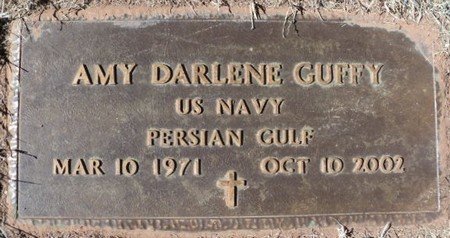 AMY DARLENE GUFFY
US NAVY
PERSIAN GULF
MAR 10 1971 OCT 10 2002